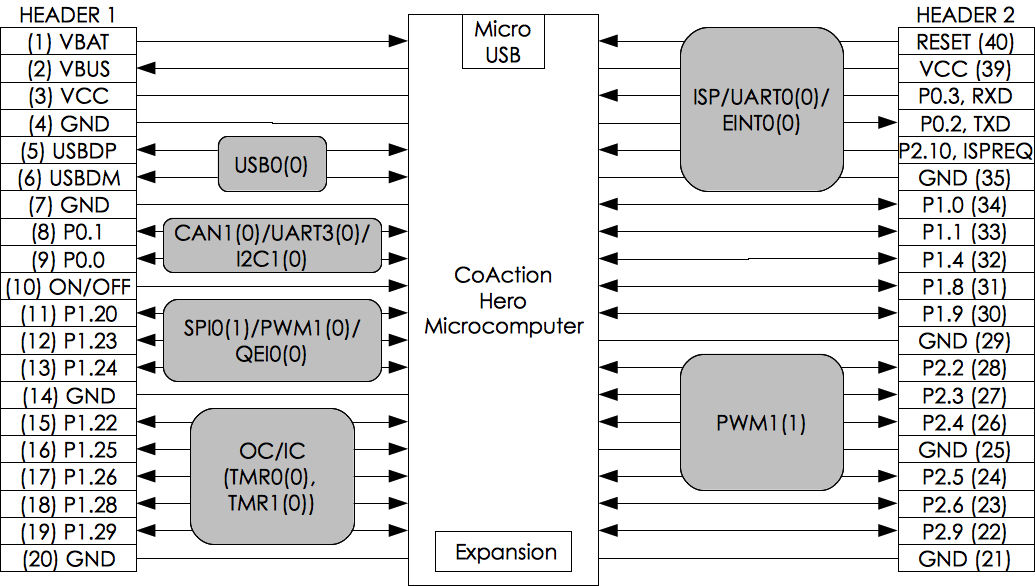 HEADER 1
(1) VBAT
(2) VBUS
(3) VCC
(4) GND
(5) USBDP
(6) USBDM
(7) GND
(8) P0.1
(9) P0.0
(10) ON/OFF
(11) P1.20
(12) P1.23
(13) P1.24
(14) GND
(15) P1.22
(16) P1.25
(17) P1.26
(18) P1.28
(19) P1.29
(20) GND
USB0(0)
CAN1(0)/UART3(0)/
I2C1(0)
SPI0(1)/PWM1(0)/
QEI0(0)
OC/IC
(TMR0(0),
TMR1(0))
Micro
USB
CoAction
Hero
Microcomputer
Expansion
ISP/UART0(0)/
EINT0(0)
PWM1(1)
HEADER 2
RESET (40)
VCC (39)
P0.3, RXD
P0.2, TXD
P2.10, ISPREQ
GND (35)
P1.0 (34)
P1.1 (33)
P1.4 (32)
P1.8 (31)
P1.9 (30)
GND (29)
P2.2 (28)
P2.3 (27)
P2.4 (26)
GND (25)
P2.5 (24)
P2.6 (23)
P2.9 (22)
GND (21)